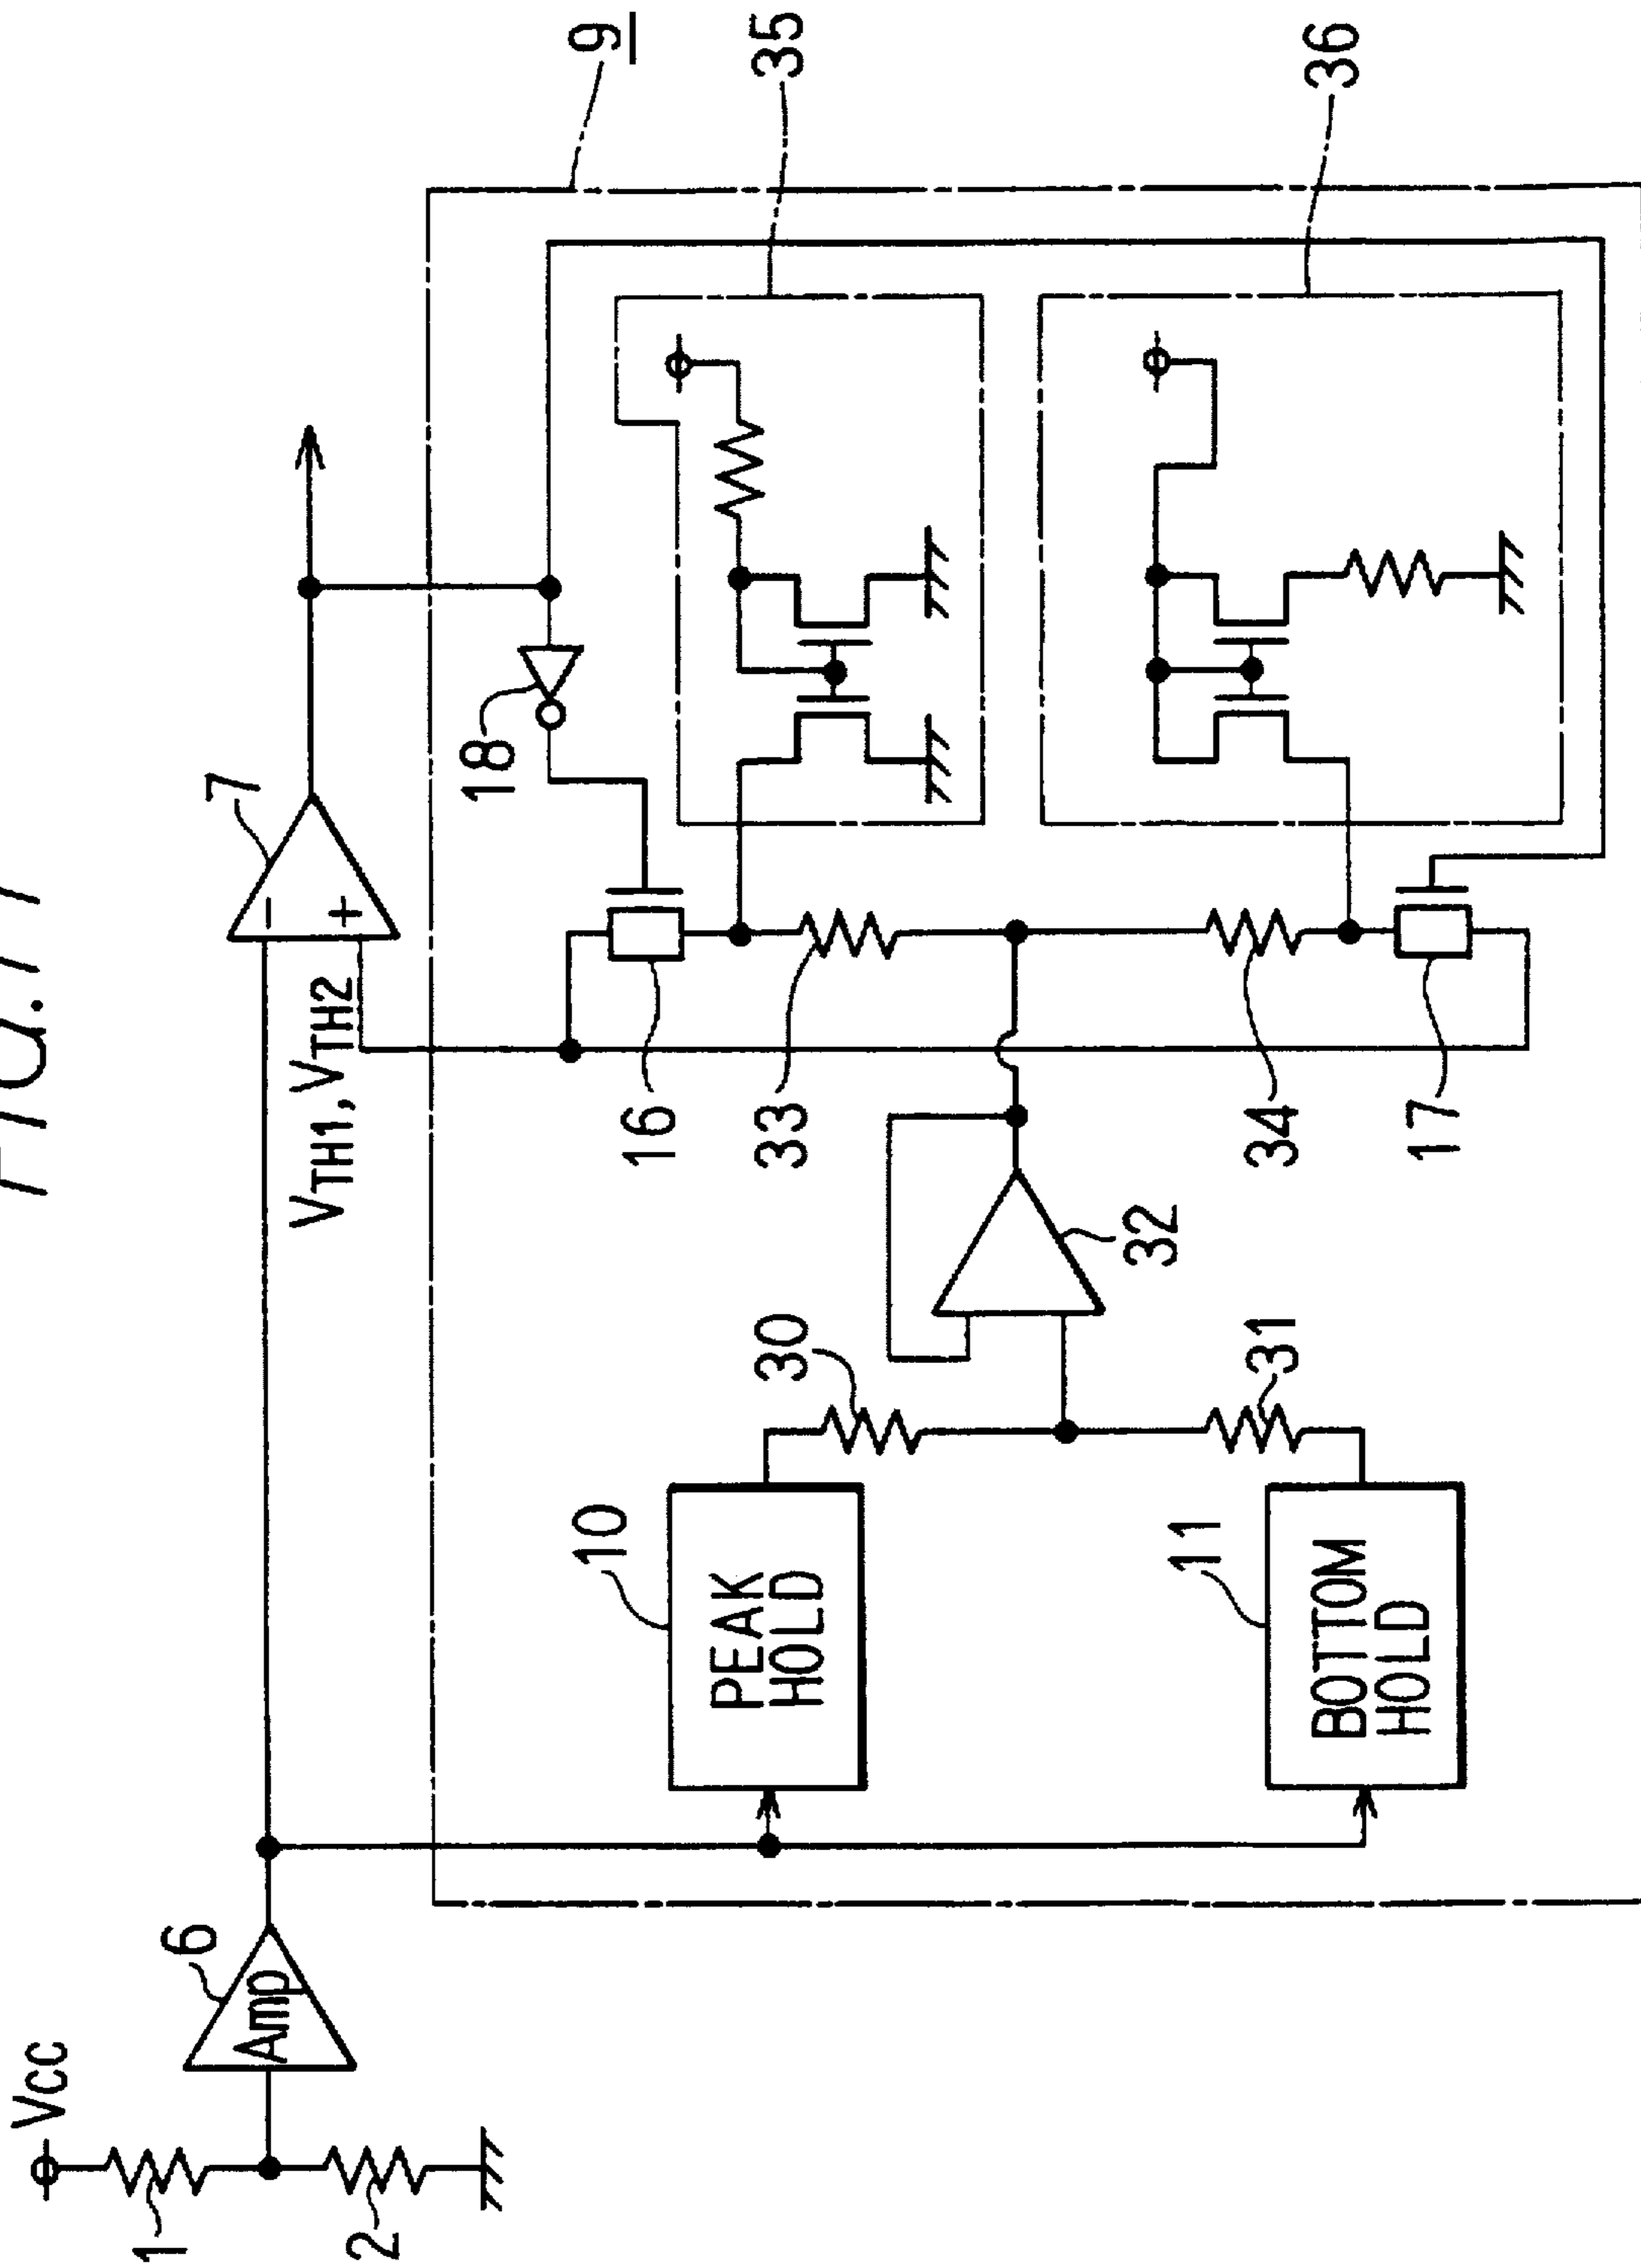 FIG. 11
Vcc
1
2
6
Amp
7
−
+
VTH1, VTH2
9
18
35
36
16
33
34
17
32
30
31
10
PEAK
HOLD
11
BOTTOM
HOLD